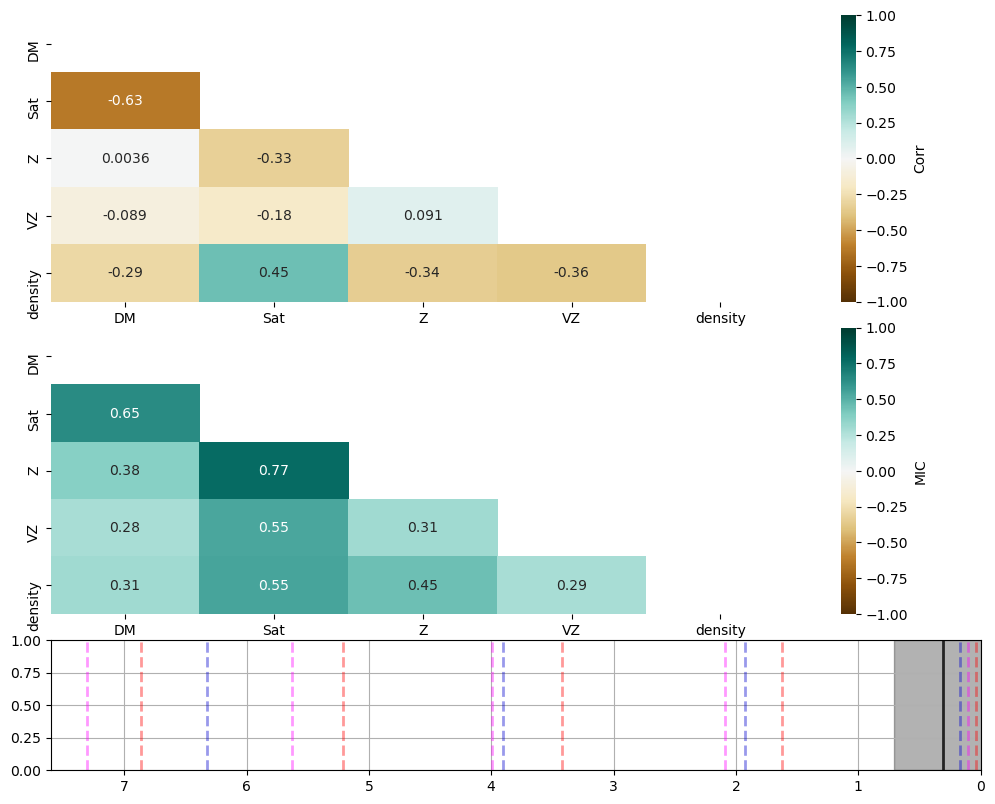 DM
Sat
-0.63
Z
0.0036
-0.33
VZ
-0.089
-0.18
0.091
density
-0.29
0.45
-0.34
-0.36
DM
Sat
Z
VZ
density
1.00
0.75
0.50
0.25
0.00
−0.25
−0.50
−0.75
−1.00
Corr
DM
Sat
0.65
Z
0.38
0.77
VZ
0.28
0.55
0.31
density
0.31
0.55
0.45
0.29
DM
Sat
Z
VZ
density
1.00
0.75
0.50
0.25
0.00
−0.25
−0.50
−0.75
−1.00
MIC
1.00
0.75
0.50
0.25
0.00
7
6
5
4
3
2
1
0